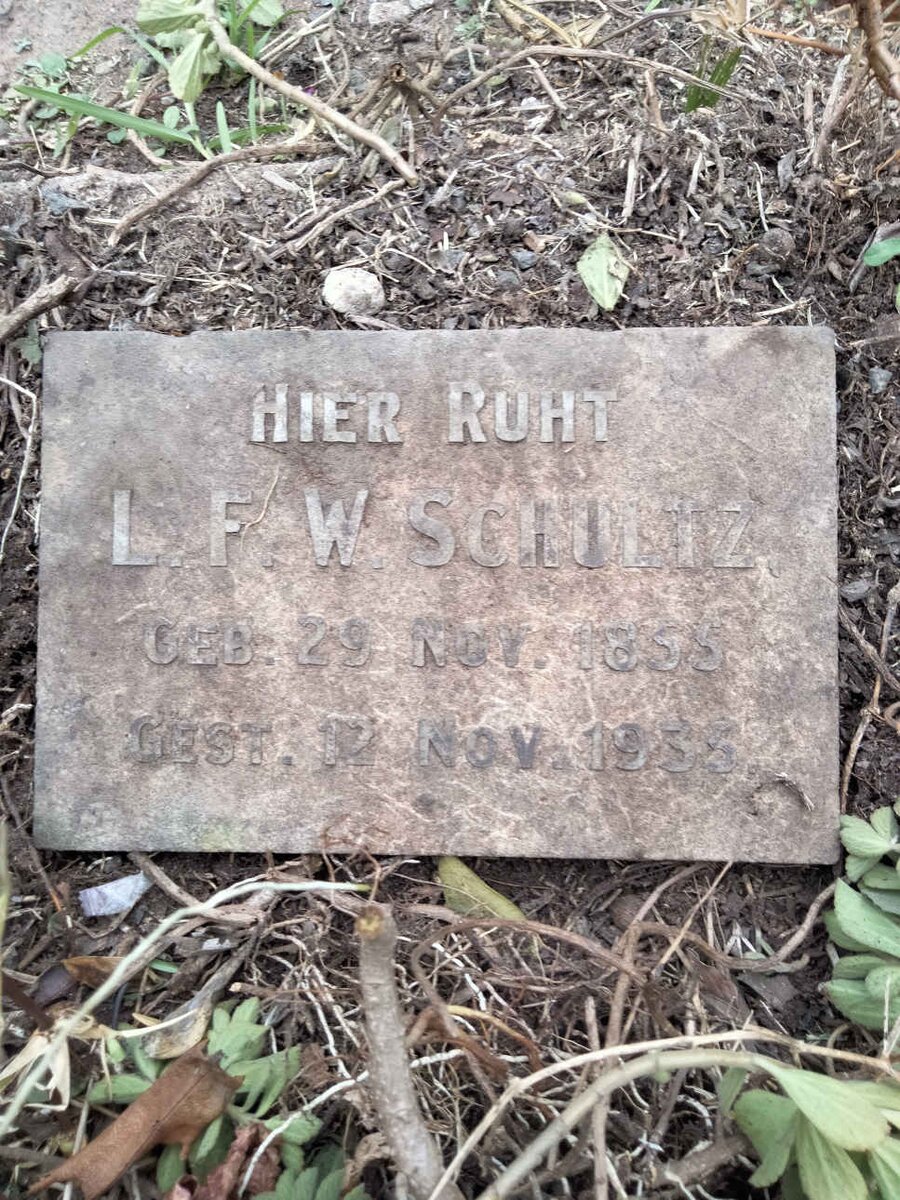 HIER RUHT
L. F. W. SCHULTZ
GEB. 29 NOV. 1855
GEST. 12 NOV. 1935